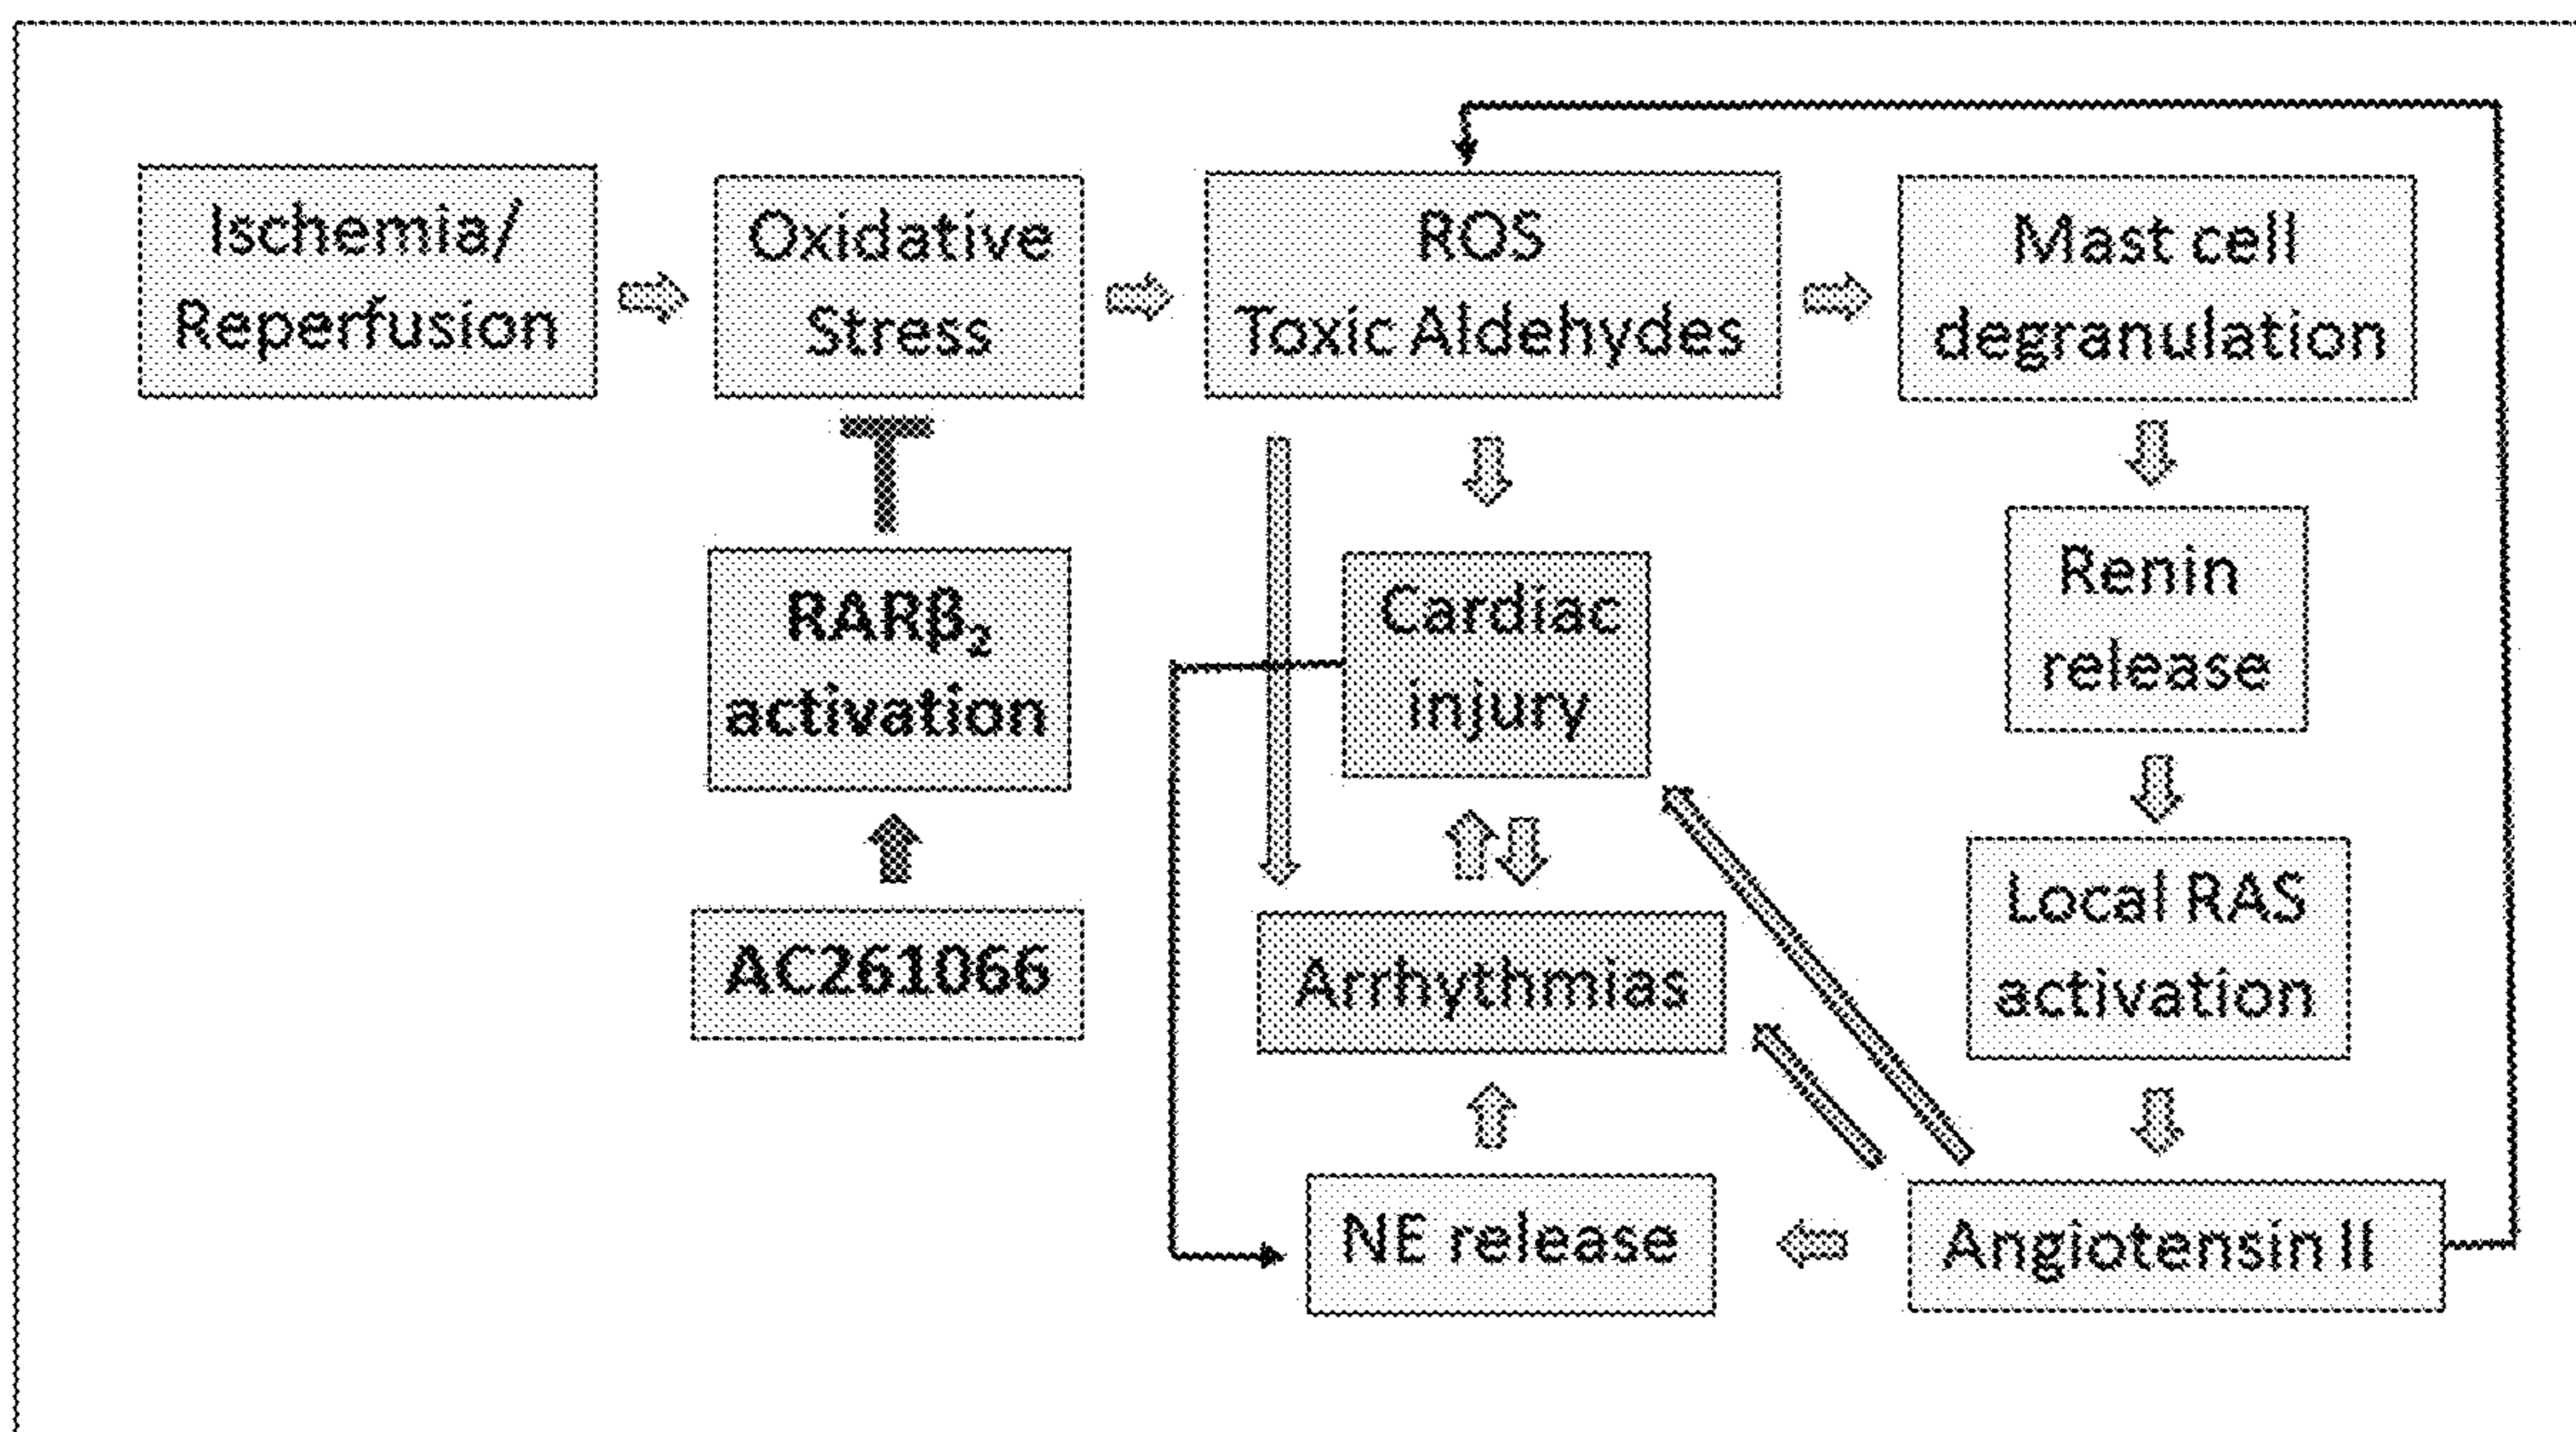 Ischemia/
Reperfusion
Oxidative
Stress
ROS
Toxic Aldehydes
Mast cell
degranulation
RARβ₂
activation
Cardiac
injury
Renin
release
AC261066
Arrhythmias
Local RAS
activation
NE release
Angiotensin II